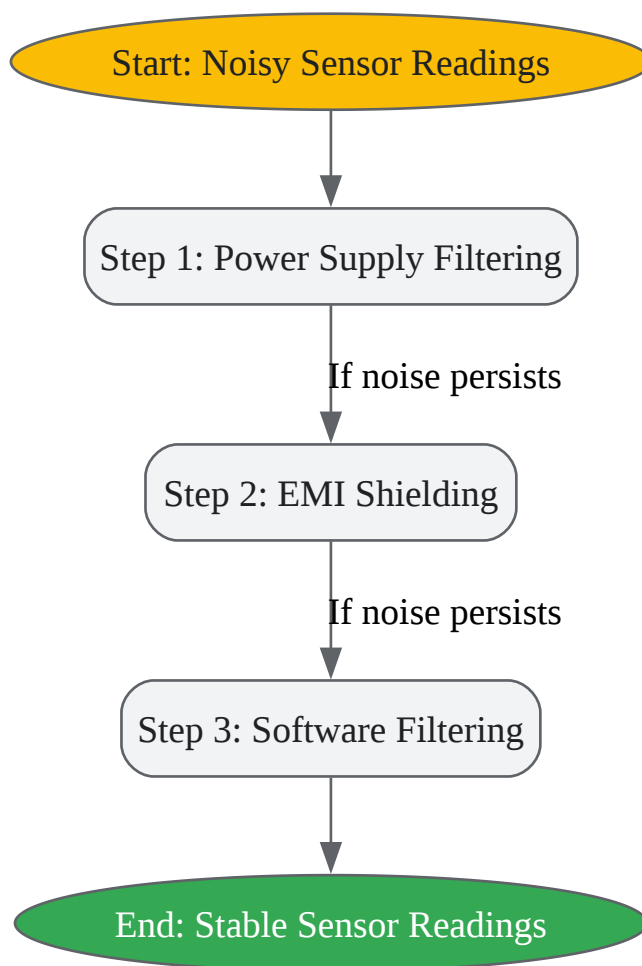 Start: Noisy Sensor Readings
Step 1: Power Supply Filtering
If noise persists
Step 2: EMI Shielding
If noise persists
Step 3: Software Filtering
End: Stable Sensor Readings